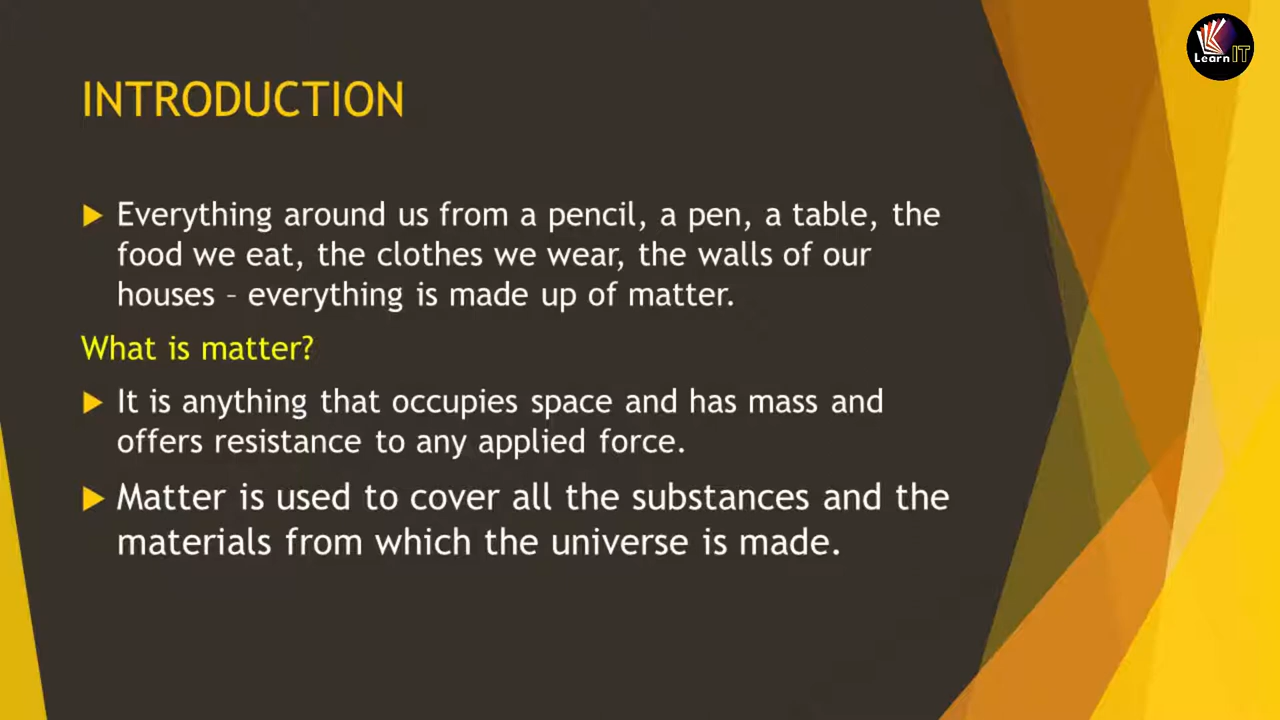 Learn IT
INTRODUCTION
Everything around us from a pencil, a pen, a table, the
food we eat, the clothes we wear, the walls of our
houses – everything is made up of matter.
What is matter?
It is anything that occupies space and has mass and
offers resistance to any applied force.
Matter is used to cover all the substances and the
materials from which the universe is made.